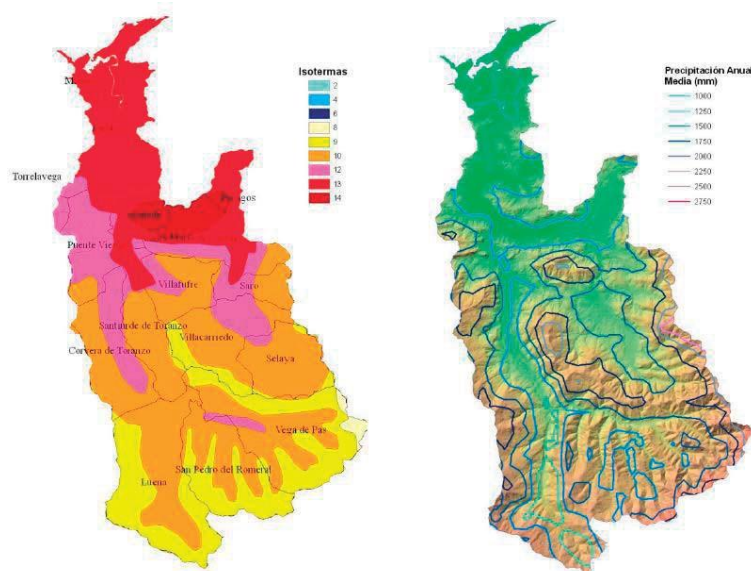 Isotermas
2
4
6
8
9
10
12
13
14
Torrelavega
Puente Vie
Villafufre
Saro
Santiurde de Toranzo
Villacarriedo
Corvera de Toranzo
Selaya
Vega de Pas
San Pedro del Romeral
Luena
Precipitación Anual
Media (mm)
1000
1250
1500
1750
2000
2250
2500
2750